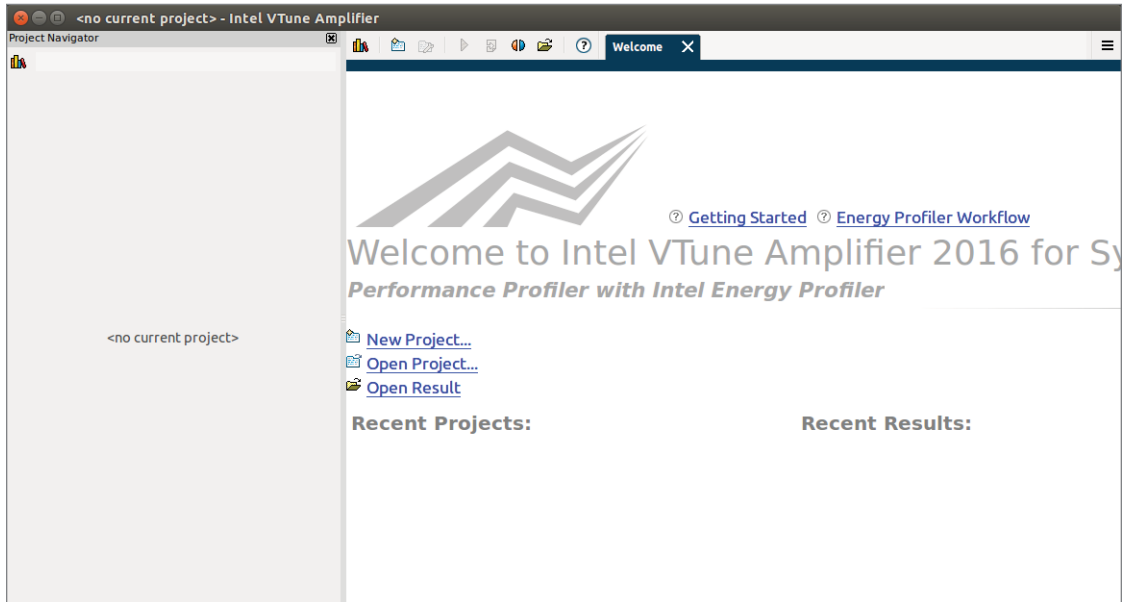 <no current project> - Intel VTune Amplifier
Project Navigator
Welcome
Getting Started Energy Profiler Workflow
Welcome to Intel VTune Amplifier 2016 for Sy
Performance Profiler with Intel Energy Profiler
<no current project>
New Project...
Open Project...
Open Result
Recent Projects: Recent Results: